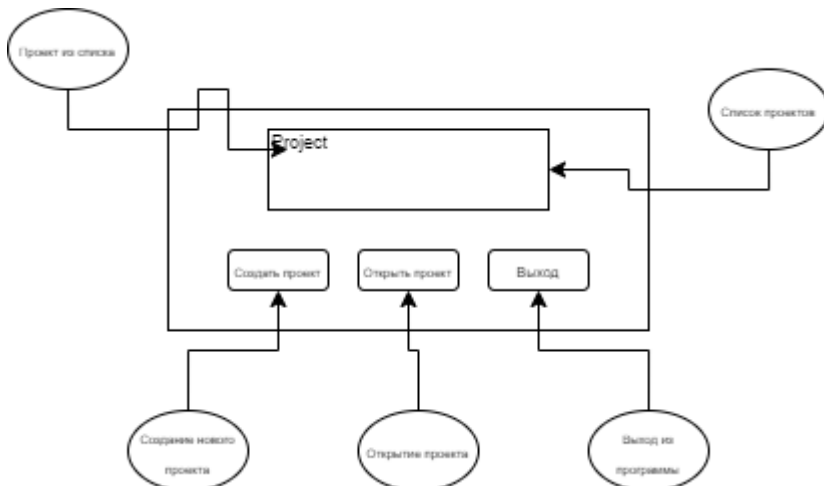 Проект из списка
Список проектов
Project
Создать проект
Открыть проект
Выход
Создание нового
проекта
Открытие проекта
Выход из
программы